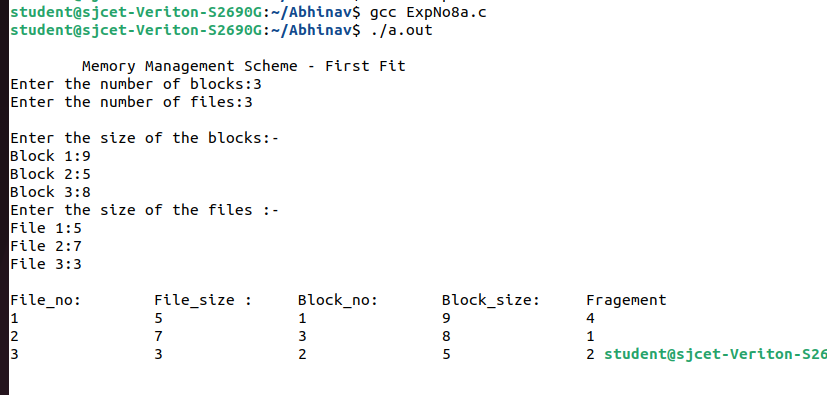 student@sjcet-Veriton-S2690G:~/Abhinav$ gcc ExpNo8a.c
student@sjcet-Veriton-S2690G:~/Abhinav$ ./a.out
Memory Management Scheme - First Fit
Enter the number of blocks:3
Enter the number of files:3
Enter the size of the blocks:-
Block 1:9
Block 2:5
Block 3:8
Enter the size of the files :-
File 1:5
File 2:7
File 3:3
File_no: File_size : Block_no: Block_size: Fragement
1 5 1 9 4
2 7 3 8 1
3 3 2 5 2 student@sjcet-Veriton-S26